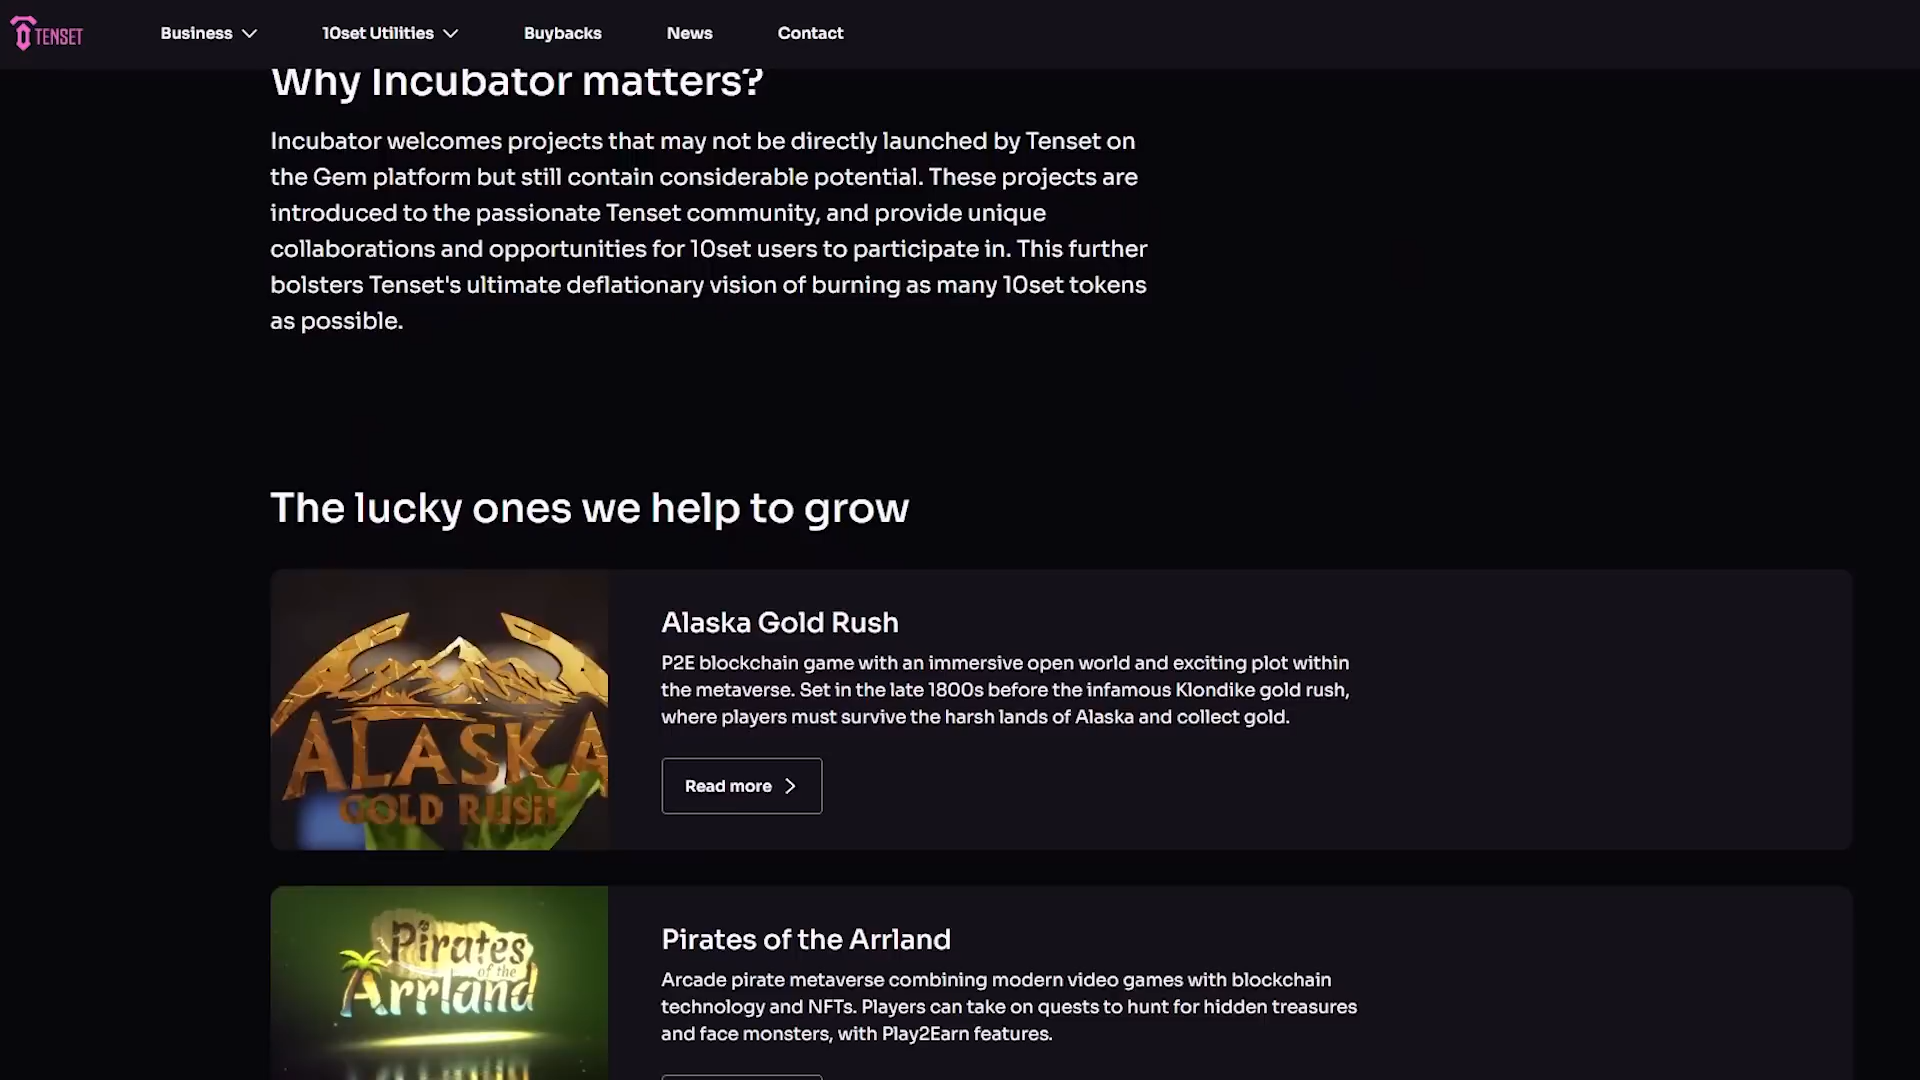 TENSET
Business
10set Utilities
Buybacks
News
Contact
Why Incubator matters?
Incubator welcomes projects that may not be directly launched by Tenset on
the Gem platform but still contain considerable potential. These projects are
introduced to the passionate Tenset community, and provide unique
collaborations and opportunities for 10set users to participate in. This further
bolsters Tenset's ultimate deflationary vision of burning as many 10set tokens
as possible.
The lucky ones we help to grow
ALASKA
GOLD RUSH
Alaska Gold Rush
P2E blockchain game with an immersive open world and exciting plot within
the metaverse. Set in the late 1800s before the infamous Klondike gold rush,
where players must survive the harsh lands of Alaska and collect gold.
Read more
Pirates
of the
Arrland
Pirates of the Arrland
Arcade pirate metaverse combining modern video games with blockchain
technology and NFTs. Players can take on quests to hunt for hidden treasures
and face monsters, with Play2Earn features.